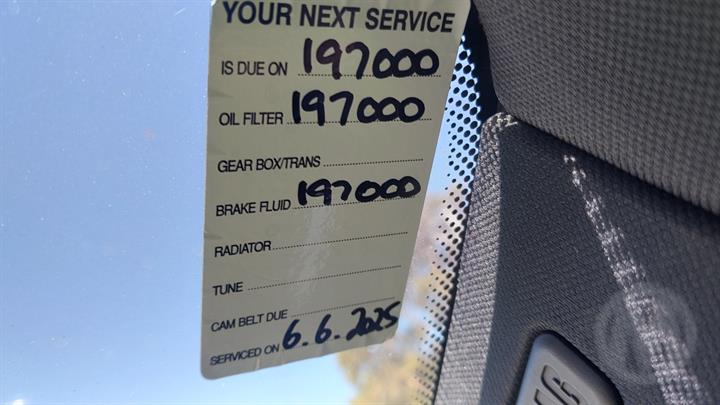 YOUR NEXT SERVICE
IS DUE ON 197000
OIL FILTER 197000
GEAR BOX/TRANS
BRAKE FLUID 197000
RADIATOR
TUNE
CAM BELT DUE
SERVICED ON 6.6.2025